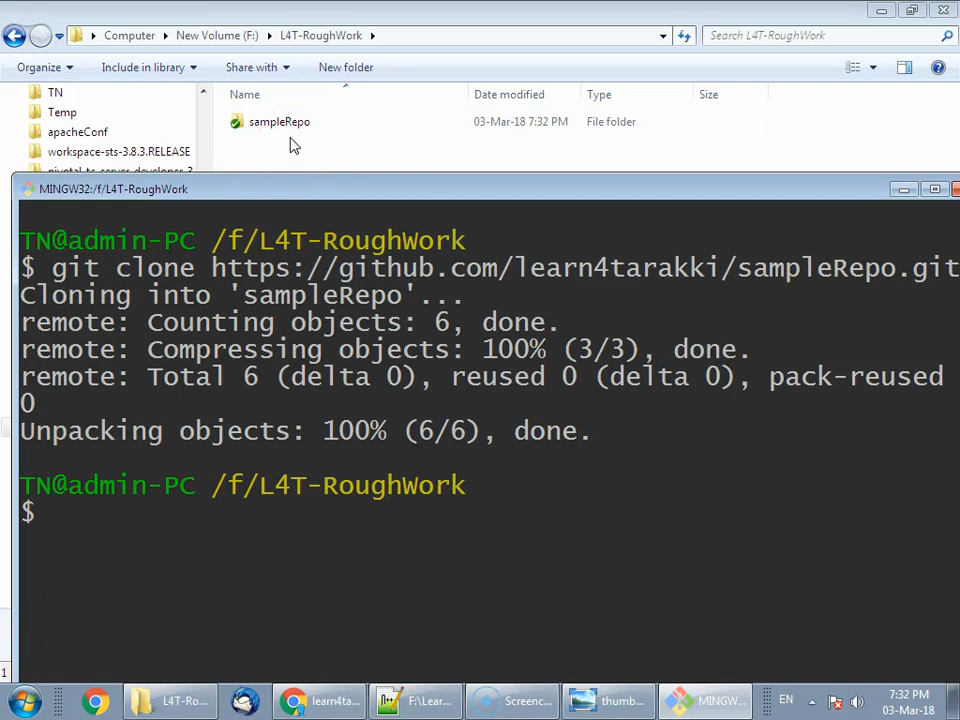 Computer ▸ New Volume (F:) ▸ L4T-RoughWork ▸
Search L4T-RoughWork
Organize Include in library Share with New folder
TN
Temp
apacheConf
workspace-sts-3.8.3.RELEASE
Name Date modified Type Size
sampleRepo 03-Mar-18 7:32 PM File folder
MINGW32:/f/L4T-RoughWork
TN@admin-PC /f/L4T-RoughWork
$ git clone https://github.com/learn4tarakki/sampleRepo.git
Cloning into 'sampleRepo'...
remote: Counting objects: 6, done.
remote: Compressing objects: 100% (3/3), done.
remote: Total 6 (delta 0), reused 0 (delta 0), pack-reused
0
Unpacking objects: 100% (6/6), done.
TN@admin-PC /f/L4T-RoughWork
$
1
L4T-Ro... learn4ta... F:\Lear... Screenc... thumb... MINGW... EN 7:32 PM
03-Mar-18